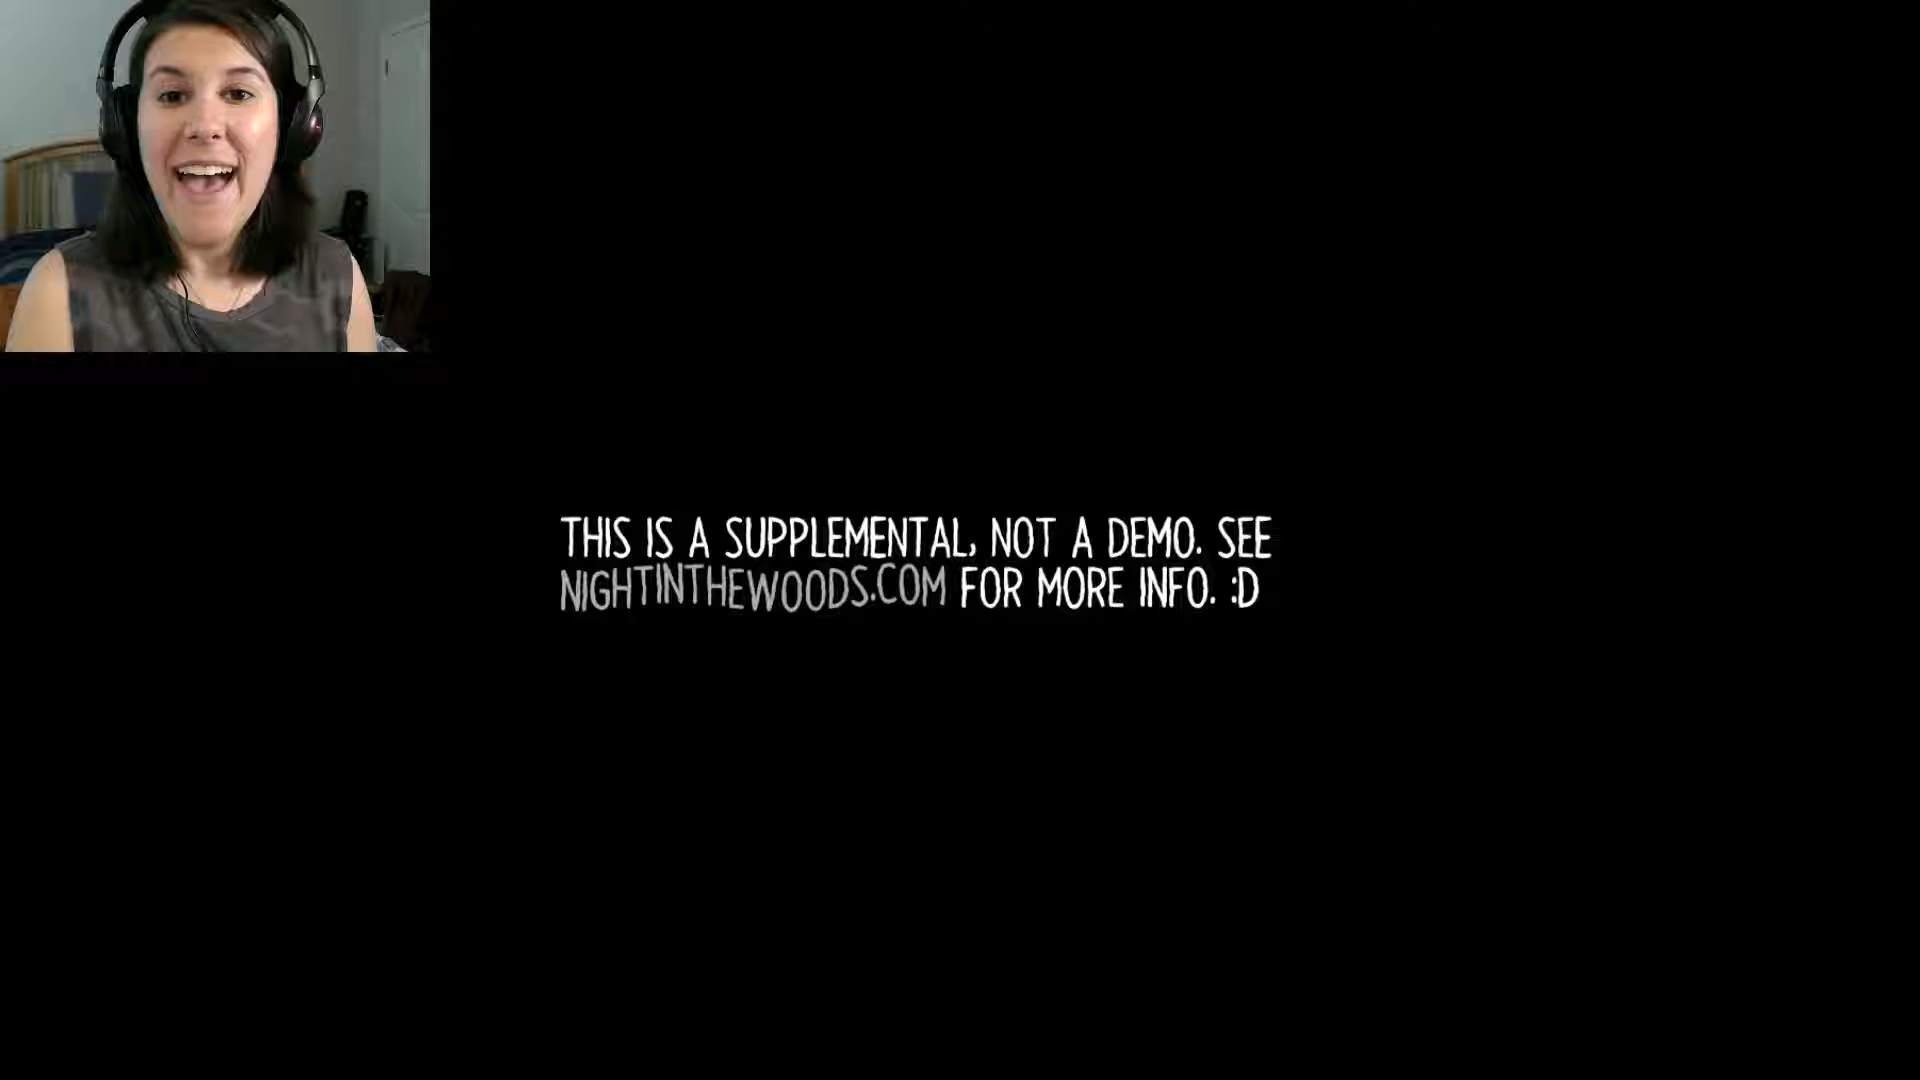 THIS IS A SUPPLEMENTAL, NOT A DEMO. SEE
NIGHTINTHEWOODS.COM FOR MORE INFO. :D